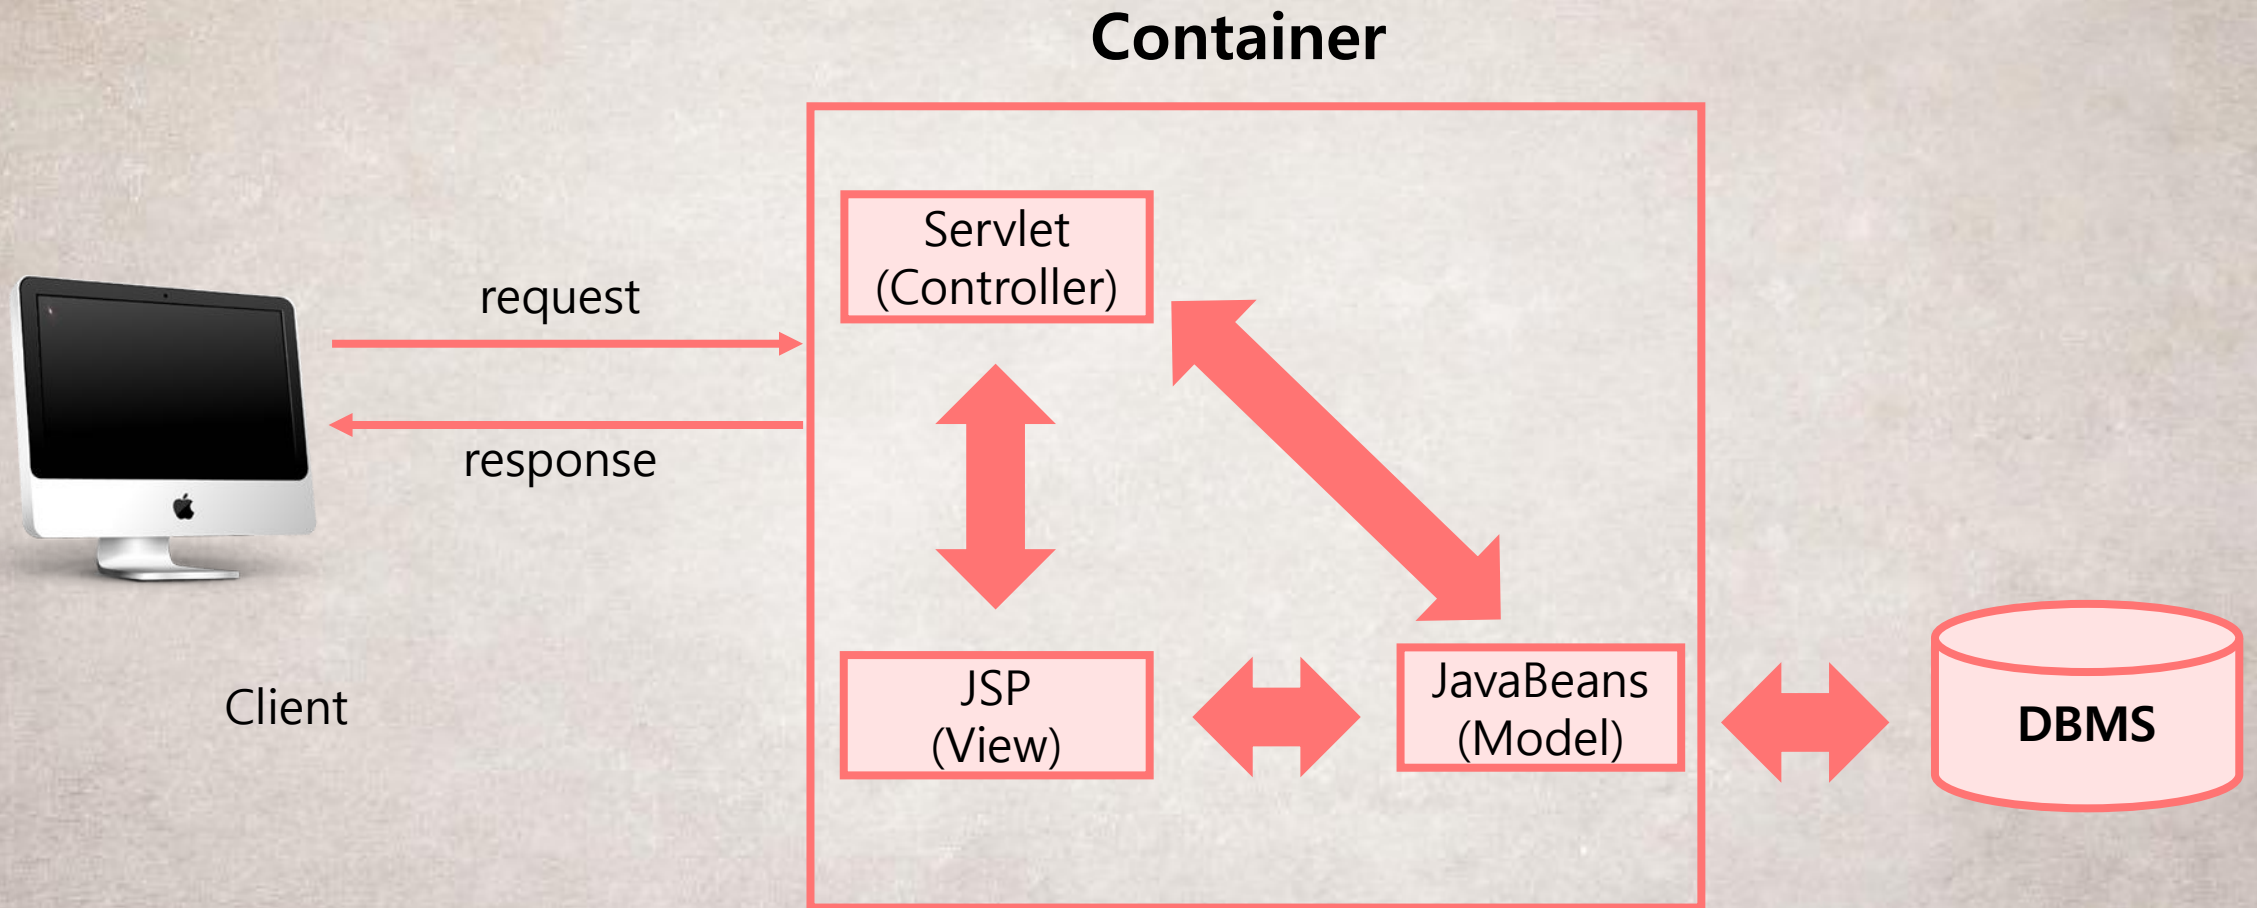 Container
Servlet
(Controller)
request
response
Client
JSP
(View)
JavaBeans
(Model)
DBMS